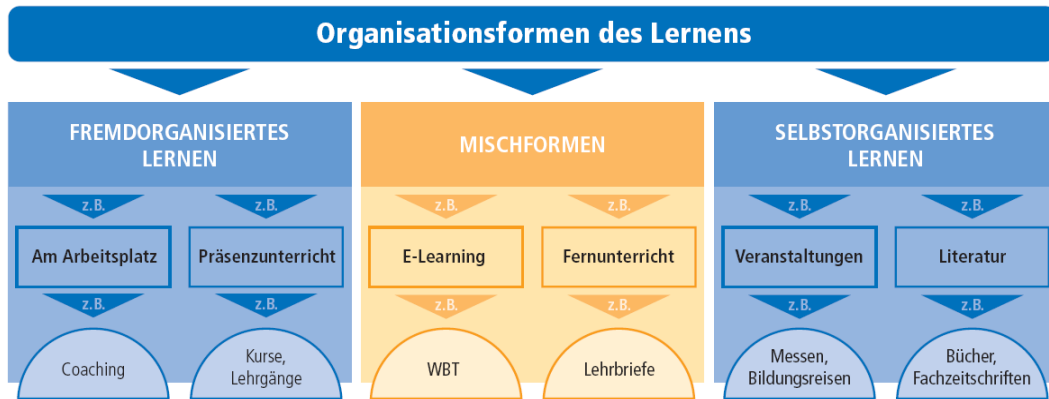 Organisationsformen des Lernens
FREMDORGANISIERTES
LERNEN
z.B.
z.B.
Am Arbeitsplatz
Präsenzunterricht
z.B.
z.B.
Coaching
Kurse,
Lehrgänge
MISCHFORMEN
z.B.
z.B.
E-Learning
Fernunterricht
z.B.
z.B.
WBT
Lehrbriefe
SELBSTORGANISIERTES
LERNEN
z.B.
z.B.
Veranstaltungen
Literatur
z.B.
z.B.
Messen,
Bildungsreisen
Bücher,
Fachzeitschriften